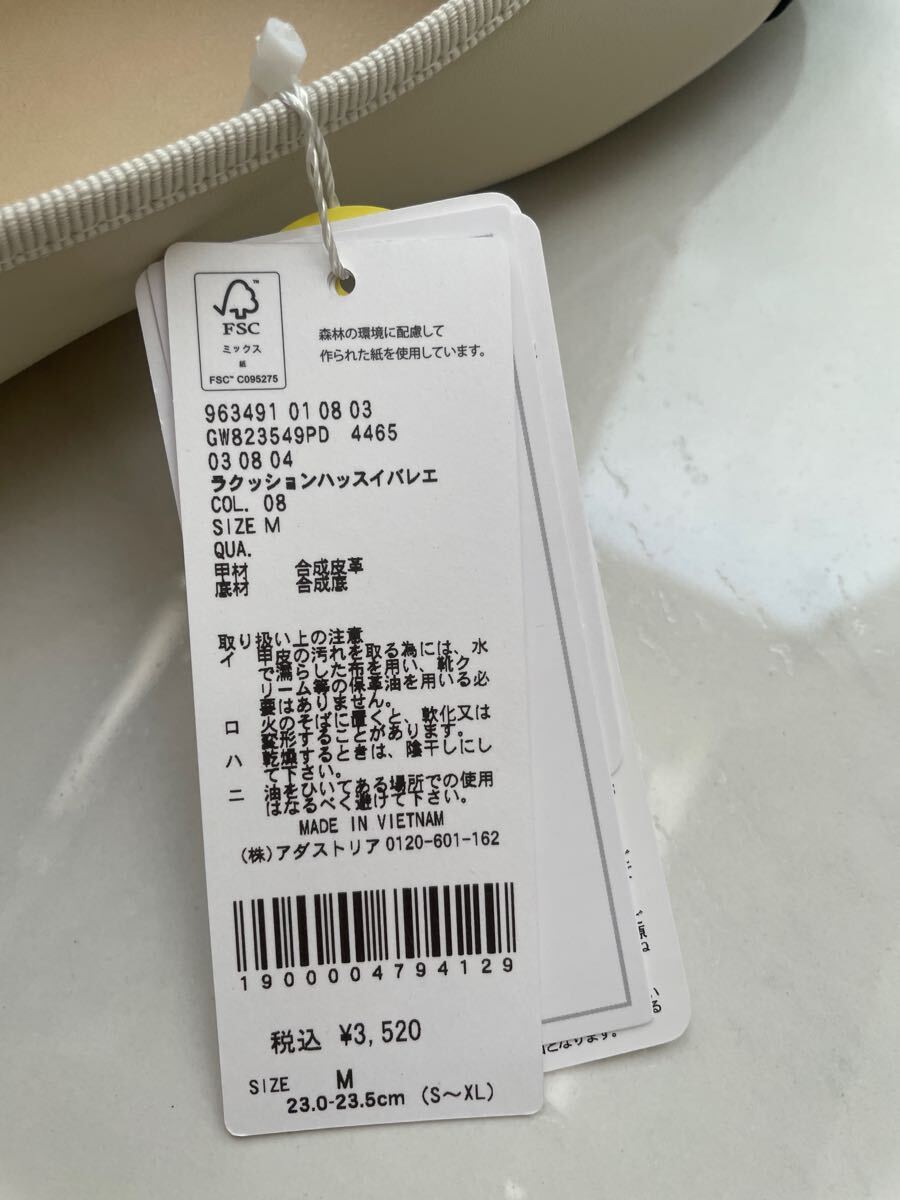 FSC™
ミックス
紙
FSC™ C095275
森林の環境に配慮して
作られた紙を使用しています。
963491 01 08 03
GW823549PD 4465
03 08 04
ラクッションハッスイバレエ
COL. 08
SIZE M
QUA.
甲材 合成皮革
底材 合成底
取り扱い上の注意
イ 甲皮の汚れを取る為には、水
で濡らした布を用い、靴ク
リーム等の保革油を用いる必
要はありません。
ロ 火のそばに置くと、軟化又は
変形することがあります。
ハ 乾燥するときは、陰干しにし
て下さい。
ニ 油をひいてある場所での使用
はなるべく避けて下さい。
MADE IN VIETNAM
(株)アダストリア 0120-601-162
1900004794129
税込 ¥3,520
SIZE M
23.0-23.5cm (S〜XL)
となります。